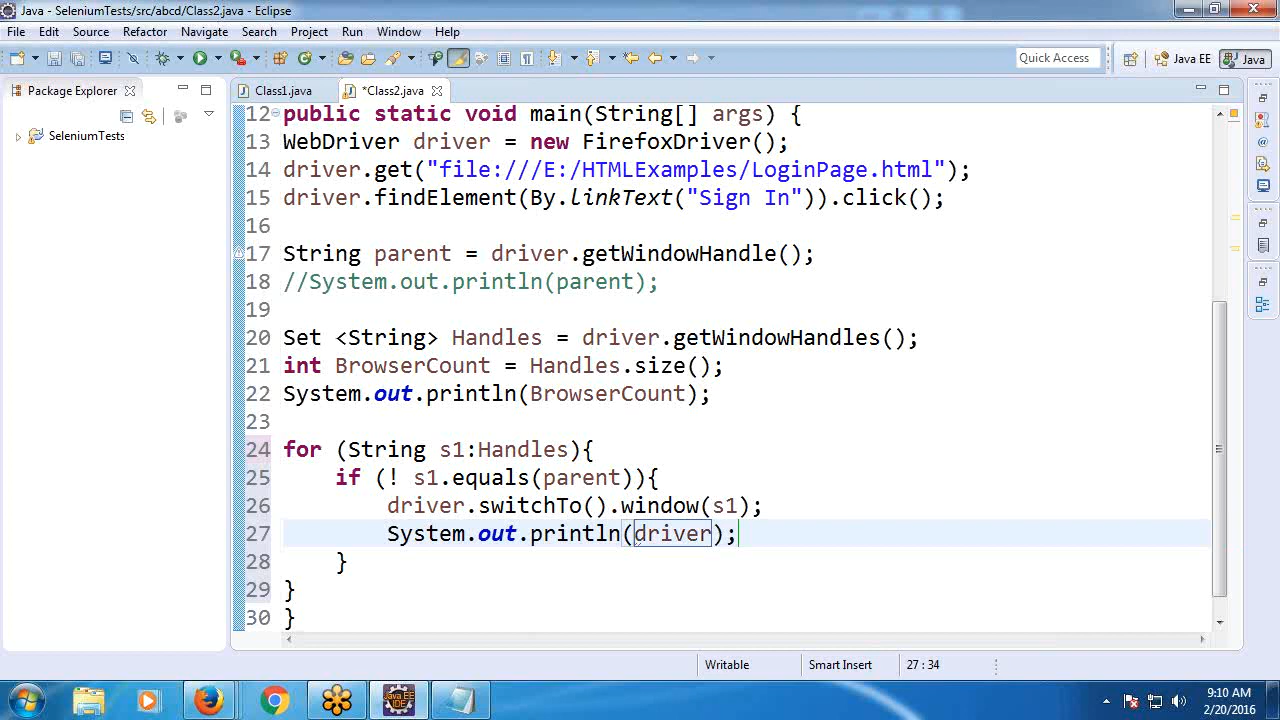 Java - SeleniumTests/src/abcd/Class2.java - Eclipse
File Edit Source Refactor Navigate Search Project Run Window Help
Quick Access Java EE Java
Package Explorer Class1.java *Class2.java
SeleniumTests
12 public static void main(String[] args) {
13 WebDriver driver = new FirefoxDriver();
14 driver.get("file:///E:/HTMLExamples/LoginPage.html");
15 driver.findElement(By.linkText("Sign In")).click();
16
17 String parent = driver.getWindowHandle();
18 //System.out.println(parent);
19
20 Set <String> Handles = driver.getWindowHandles();
21 int BrowserCount = Handles.size();
22 System.out.println(BrowserCount);
23
24 for (String s1:Handles){
25     if (! s1.equals(parent)){
26         driver.switchTo().window(s1);
27         System.out.println(driver);
28     }
29 }
30 }
Writable Smart Insert 27 : 34
Java EE
IDE
9:10 AM
2/20/2016